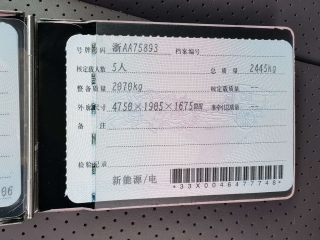 号牌号码 浙AA75893 档案编号
核定载人数 5人 总质量 2445kg
整备质量 2070kg 核定载质量 --
外廓尺寸 4750×1905×1675mm 准牵引总质量 --
备注
检验记录
新能源/电
*33X0046477748*
06